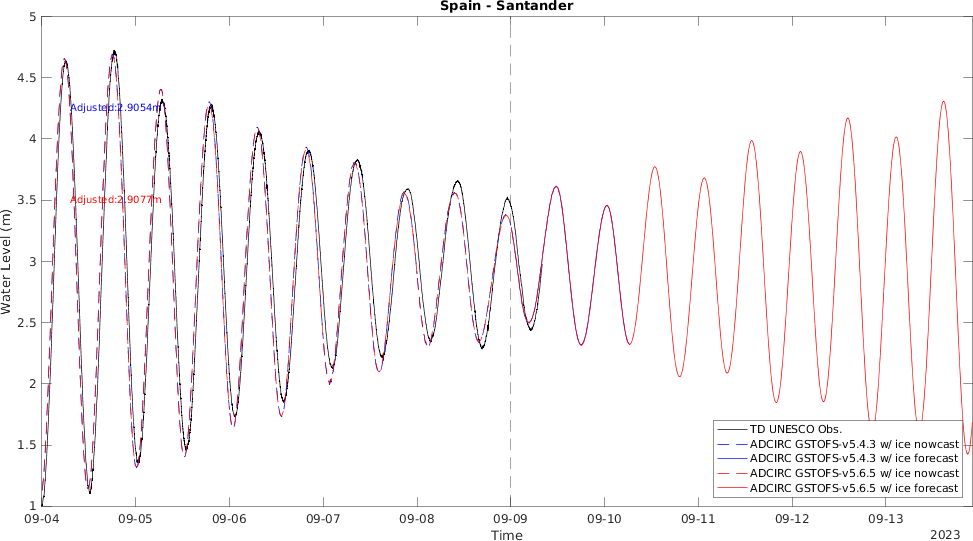 Spain - Santander
5
4.5
4
3.5
3
2.5
2
1.5
1
Water Level (m)
Adjusted:2.9054m
Adjusted:2.9077m
TD UNESCO Obs.
ADCIRC GSTOFS-v5.4.3 w/ ice nowcast
ADCIRC GSTOFS-v5.4.3 w/ ice forecast
ADCIRC GSTOFS-v5.6.5 w/ ice nowcast
ADCIRC GSTOFS-v5.6.5 w/ ice forecast
09-04 09-05 09-06 09-07 09-08 09-09 09-10 09-11 09-12 09-13
Time
2023